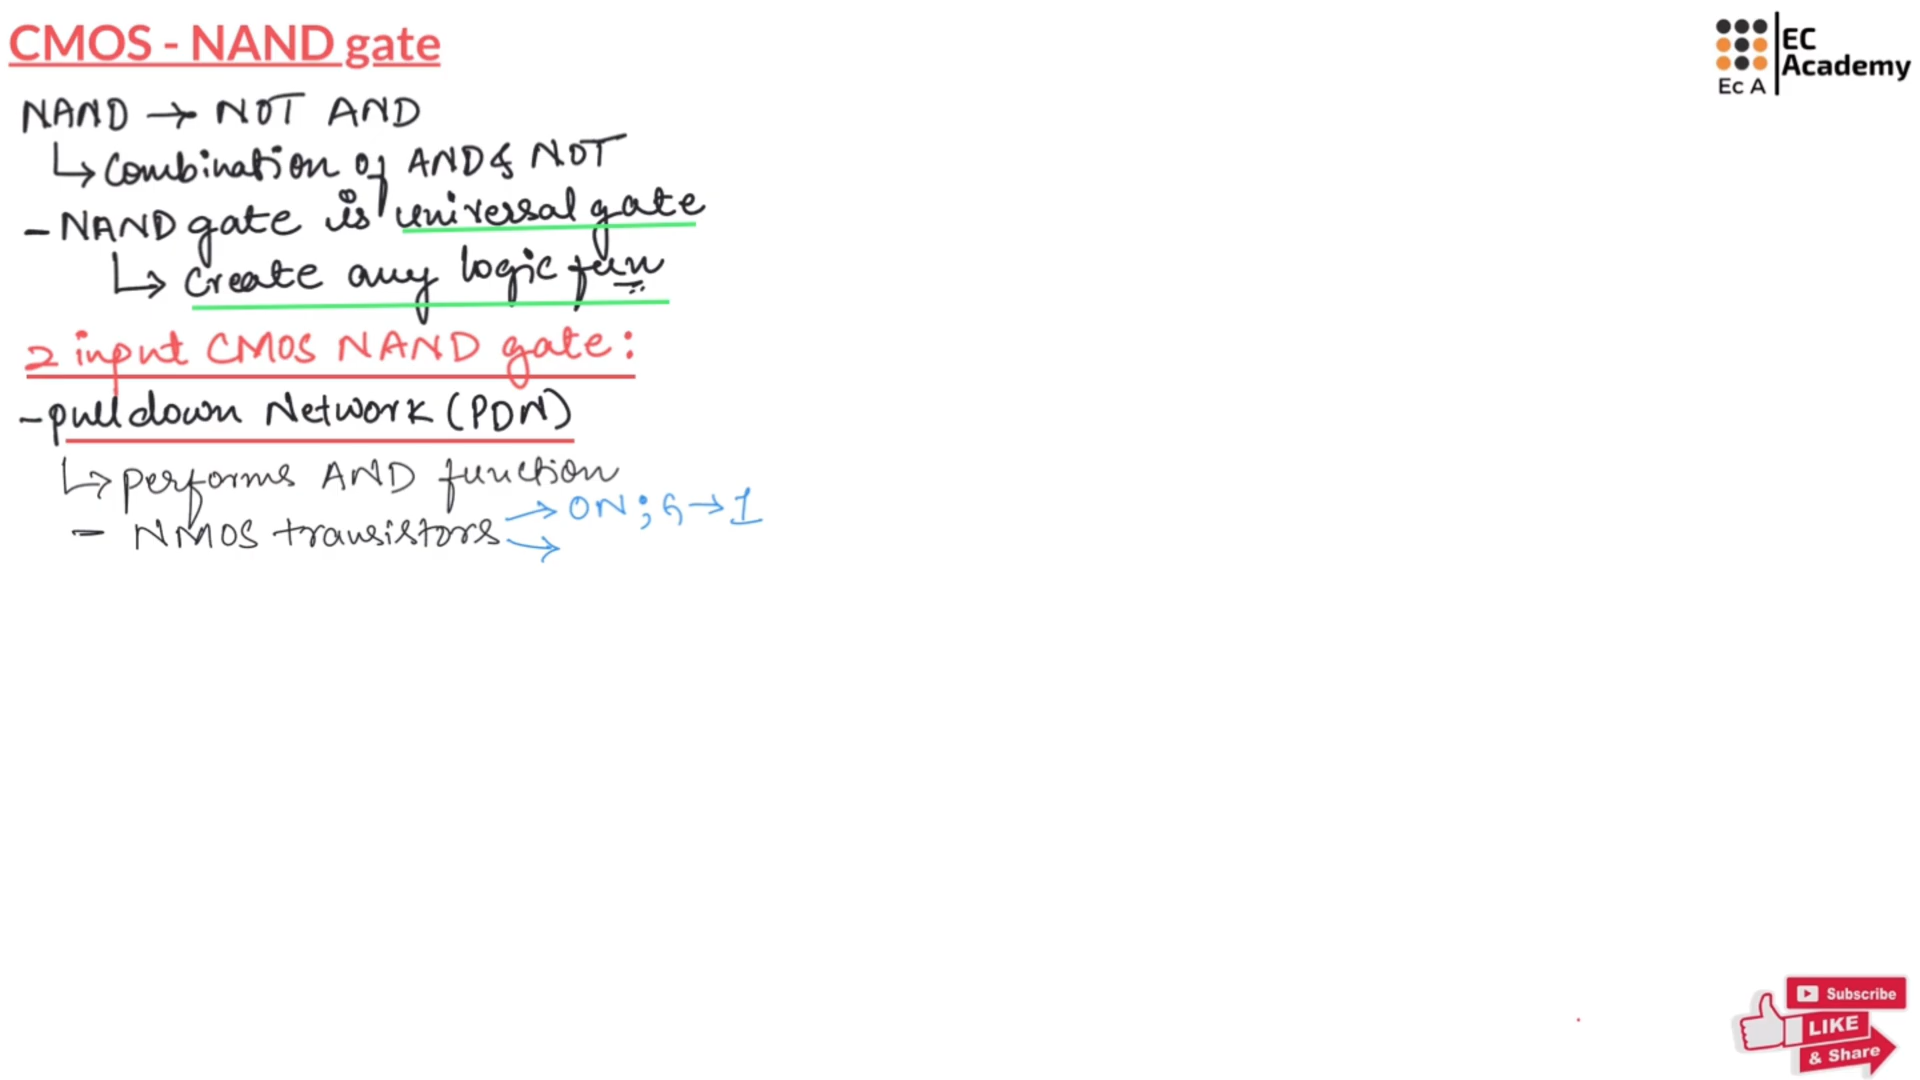 CMOS - NAND gate
EC
Academy
Ec A
NAND → NOT AND
↳ Combination of AND & NOT
- NAND gate is universal gate
↳ Create any logic fun
2 input CMOS NAND gate:
- pull down Network (PDN)
↳ performs AND function
- NMOS transistors → ON; G → 1
→
Subscribe
LIKE
& Share